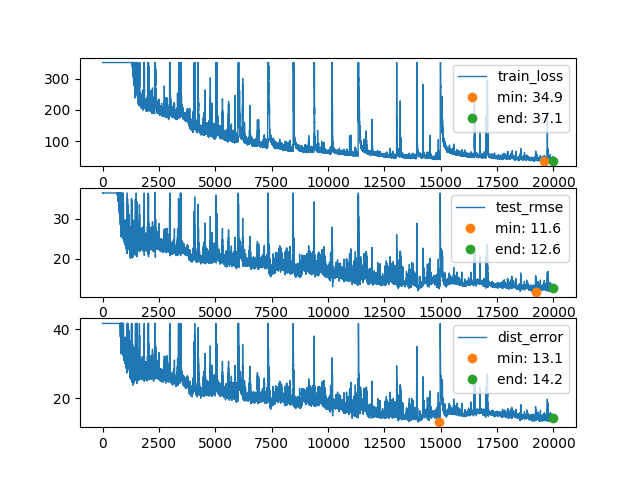 300
200
100
train_loss
min: 34.9
end: 37.1
0 2500 5000 7500 10000 12500 15000 17500 20000
30
20
test_rmse
min: 11.6
end: 12.6
0 2500 5000 7500 10000 12500 15000 17500 20000
40
20
dist_error
min: 13.1
end: 14.2
0 2500 5000 7500 10000 12500 15000 17500 20000